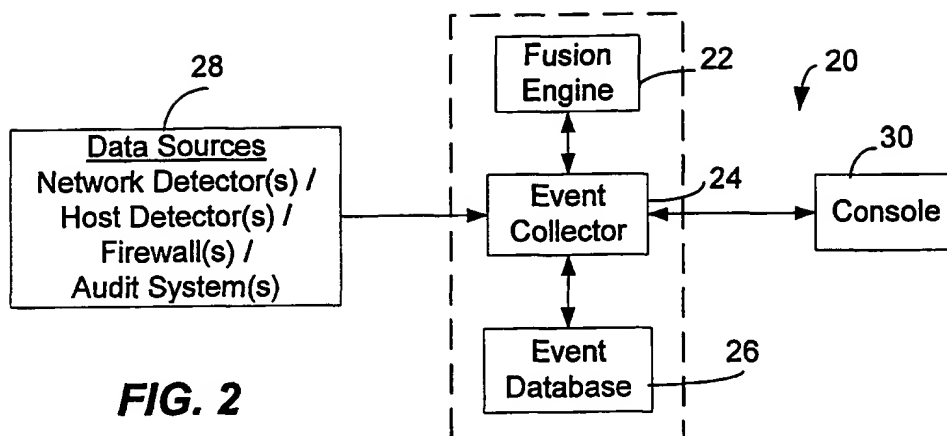 28
Data Sources
Network Detector(s) /
Host Detector(s) /
Firewall(s) /
Audit System(s)
Fusion
Engine
22
20
Event
Collector
24
30
Console
Event
Database
26
FIG. 2